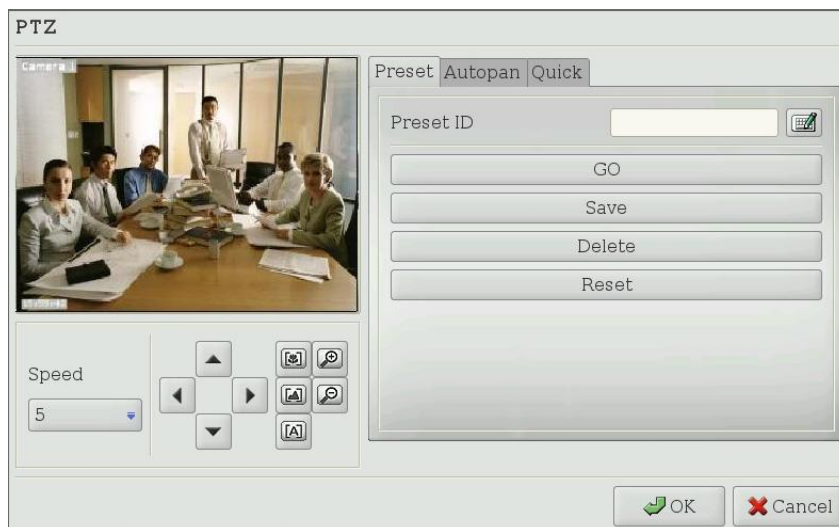 PTZ
Camera 1
Preset Autopan Quick
Preset ID
GO
Save
Delete
Reset
Speed
5
[A]
OK Cancel